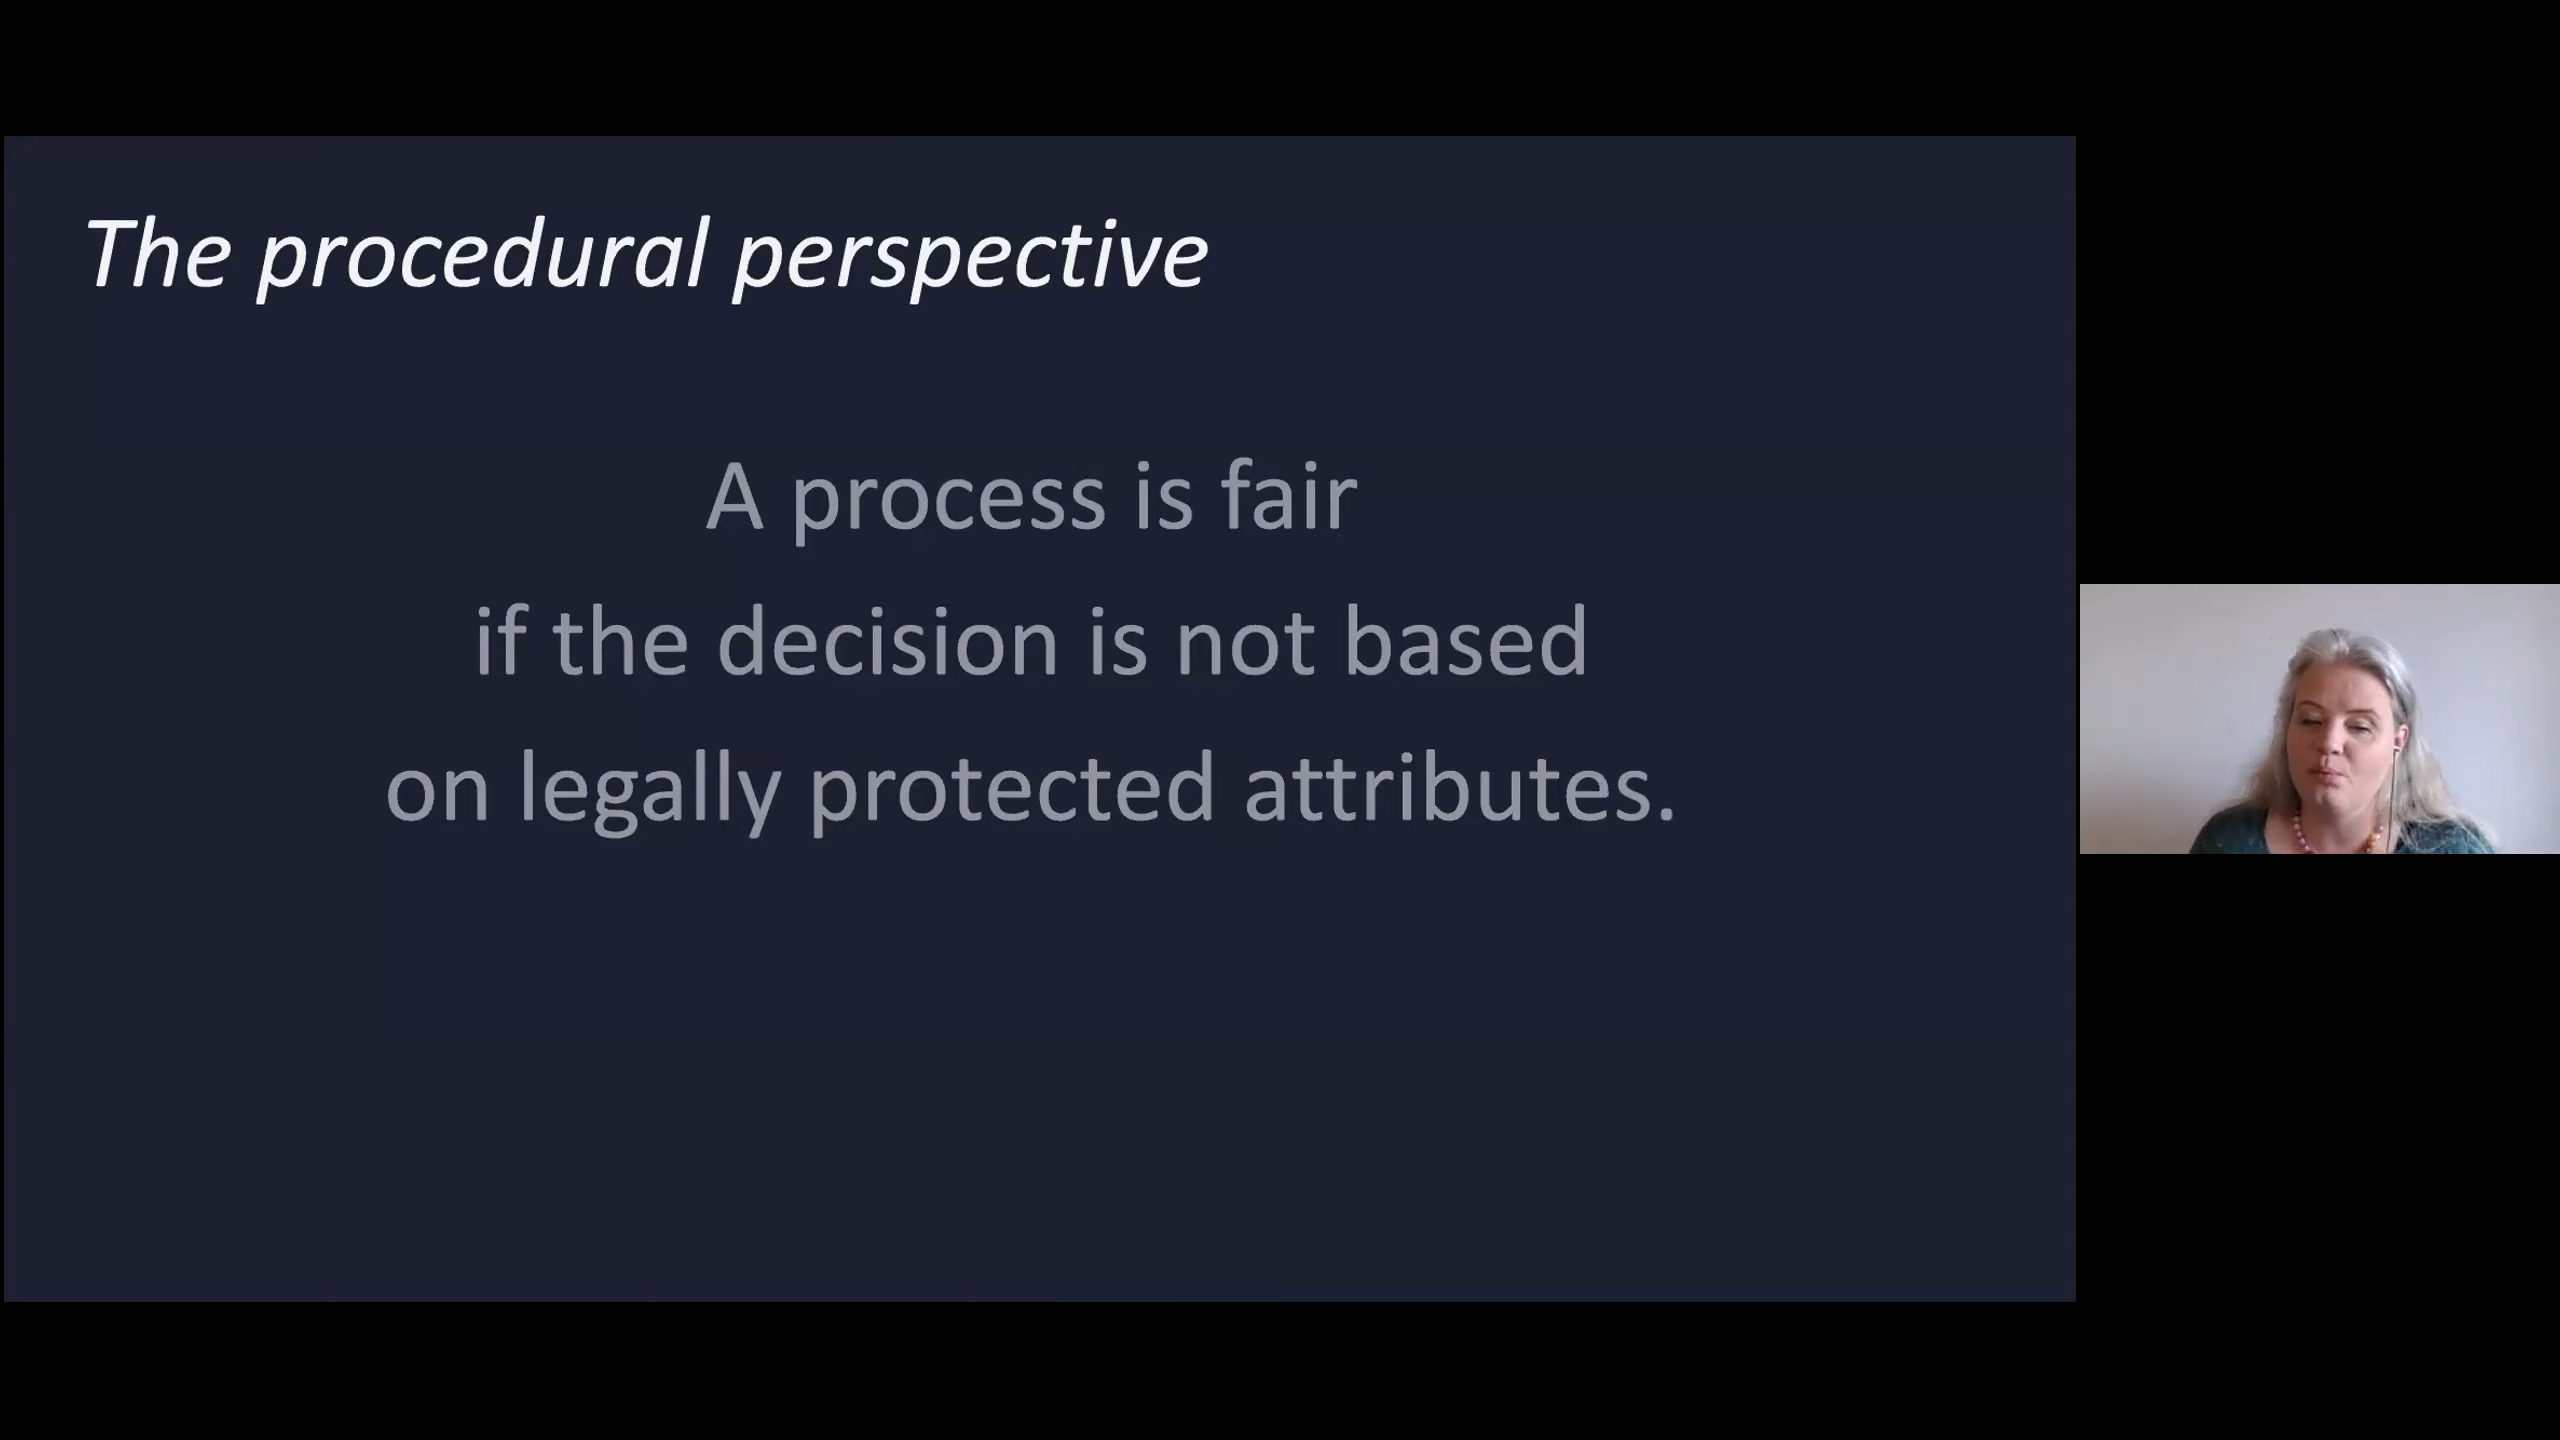 The procedural perspective
A process is fair
if the decision is not based
on legally protected attributes.